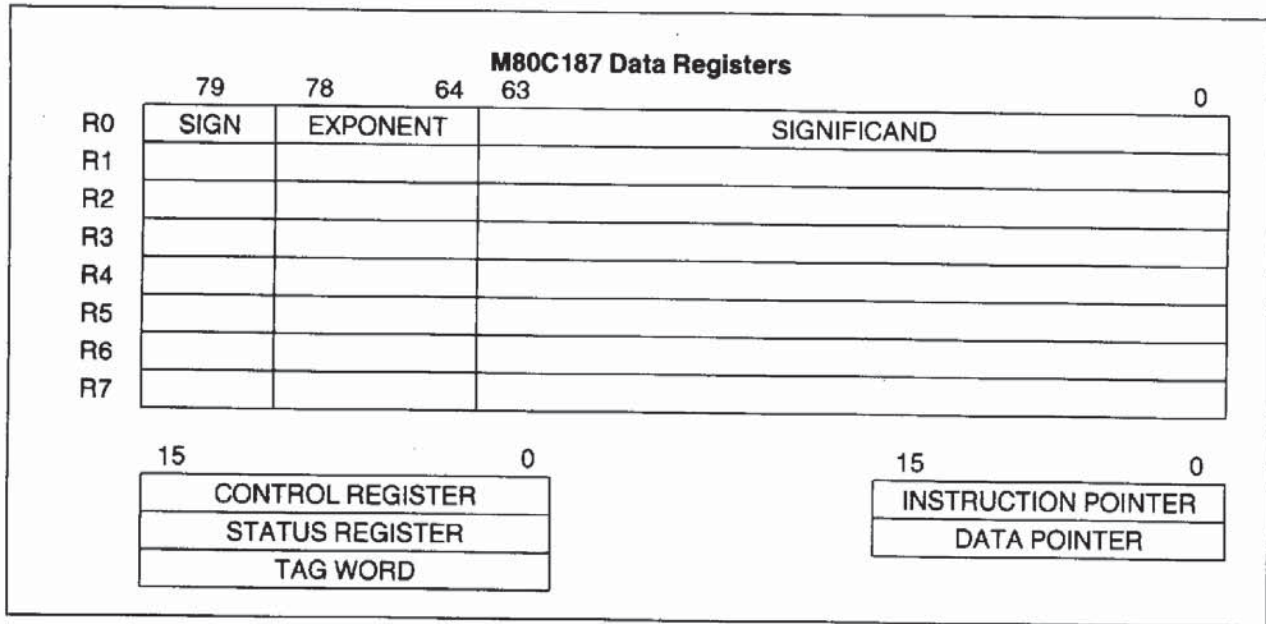 M80C187 Data Registers
79 78 64 63 0
R0 SIGN EXPONENT SIGNIFICAND
R1
R2
R3
R4
R5
R6
R7
15 0
CONTROL REGISTER
STATUS REGISTER
TAG WORD
15 0
INSTRUCTION POINTER
DATA POINTER